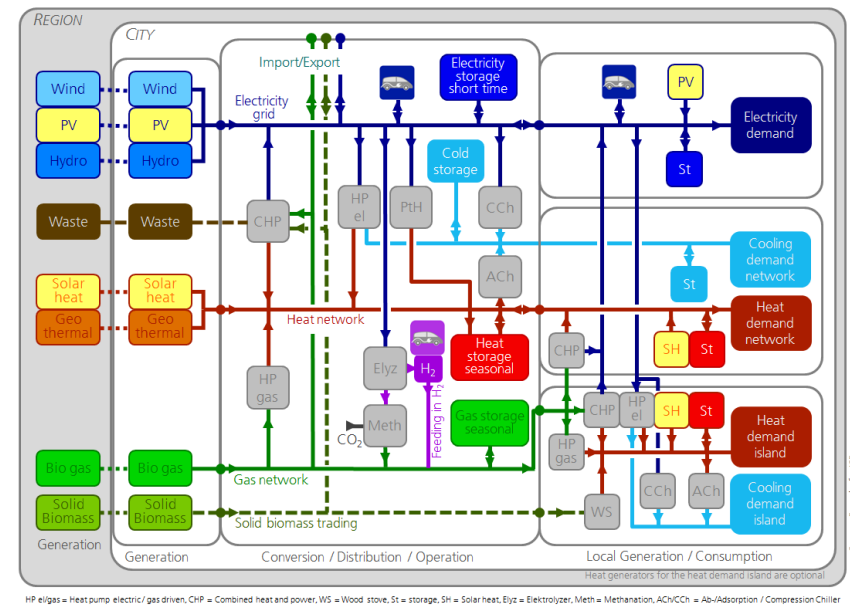 REGION
CITY
Import/Export
Electricity
grid
Electricity
storage
short time
PV
Electricity
demand
St
Wind
Wind
PV
PV
Hydro
Hydro
Cold
storage
Waste
Waste
CHP
HP
el
PtH
CCh
Cooling
demand
network
St
ACh
Solar
heat
Solar
heat
Geo
thermal
Geo
thermal
Heat network
Heat
demand
network
Heat
storage
seasonal
CHP
SH
St
HP
gas
Elyz
H2
Feeding in H2
Meth
CO2
Gas storage
seasonal
CHP
HP
el
SH
St
Heat
demand
island
HP
gas
Bio gas
Bio gas
Gas network
CCh
ACh
Cooling
demand
island
WS
Solid
Biomass
Solid
Biomass
Solid biomass trading
Generation
Generation
Conversion / Distribution / Operation
Local Generation / Consumption
Heat generators for the heat demand island are optional
HP el/gas = Heat pump electric/ gas driven, CHP = Combined heat and power, WS = Wood stove, St = storage, SH = Solar heat, Elyz = Elektrolyzer, Meth = Methanation, ACh/CCh = Ab-/Adsorption / Compression Chiller